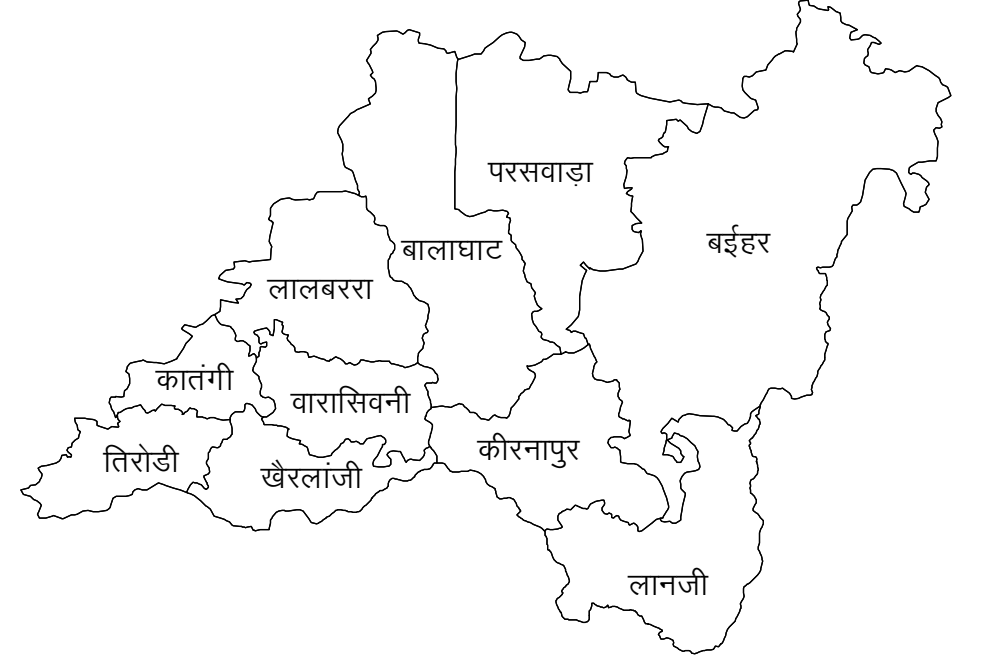 परसवाड़ा
बईहर
बालाघाट
लालबररा
कातंगी
वारासिवनी
कीरनापुर
तिरोडी
खैरलांजी
लानजी